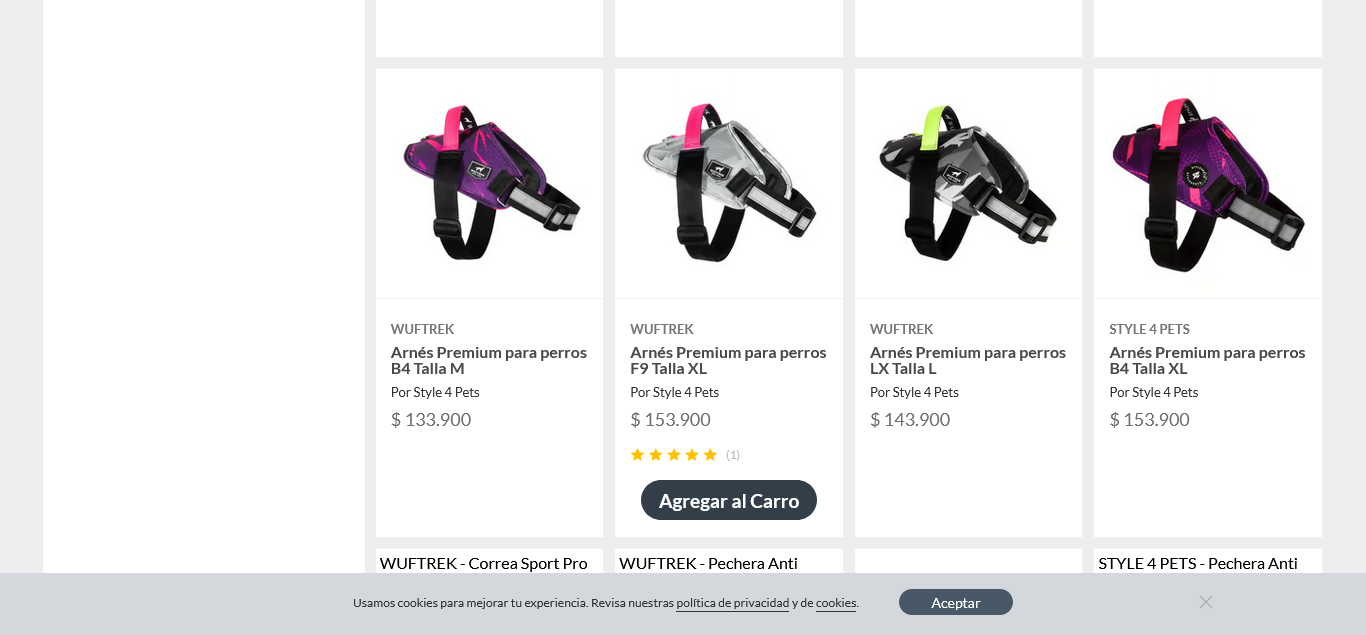 WUFTREK
Arnés Premium para perros
B4 Talla M
Por Style 4 Pets
$ 133.900
WUFTREK
Arnés Premium para perros
F9 Talla XL
Por Style 4 Pets
$ 153.900
(1)
Agregar al Carro
WUFTREK
Arnés Premium para perros
LX Talla L
Por Style 4 Pets
$ 143.900
STYLE 4 PETS
Arnés Premium para perros
B4 Talla XL
Por Style 4 Pets
$ 153.900
WUFTREK - Correa Sport Pro
WUFTREK - Pechera Anti
STYLE 4 PETS - Pechera Anti
Usamos cookies para mejorar tu experiencia. Revisa nuestras política de privacidad y de cookies.
Aceptar